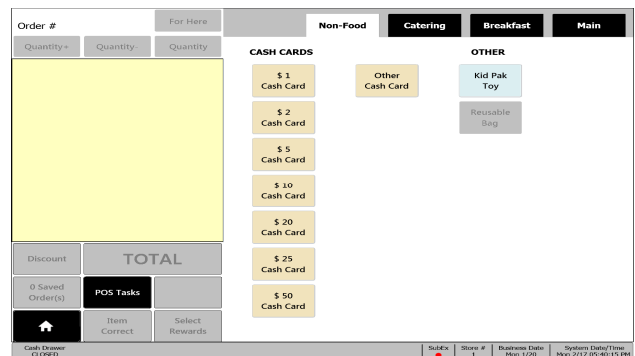 Order #
For Here
Non-Food
Catering
Breakfast
Main
Quantity+
Quantity-
Quantity
CASH CARDS
OTHER
$ 1
Cash Card
Other
Cash Card
Kid Pak
Toy
$ 2
Cash Card
Reusable
Bag
$ 5
Cash Card
$ 10
Cash Card
$ 20
Cash Card
$ 25
Cash Card
$ 50
Cash Card
Discount
TOTAL
0 Saved
Order(s)
POS Tasks
Item
Correct
Select
Rewards
Cash Drawer
CLOSED
SubEx
Store #
1
Business Date
Mon 1/20
System Date/Time
Mon 2/17 05:40:15 PM